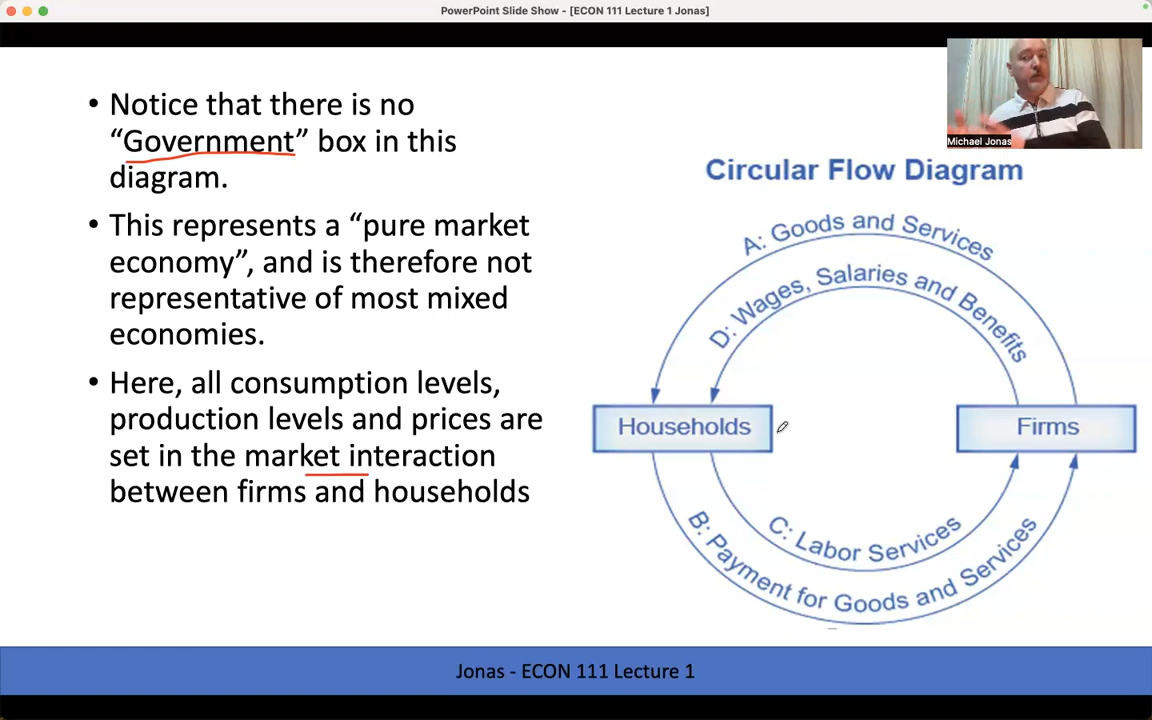 PowerPoint Slide Show - [ECON 111 Lecture 1 Jonas]
Michael Jonas
• Notice that there is no
“Government” box in this
diagram.
• This represents a “pure market
economy”, and is therefore not
representative of most mixed
economies.
• Here, all consumption levels,
production levels and prices are
set in the market interaction
between firms and households
Circular Flow Diagram
A: Goods and Services
D: Wages, Salaries and Benefits
Households
Firms
C: Labor Services
B: Payment for Goods and Services
Jonas - ECON 111 Lecture 1